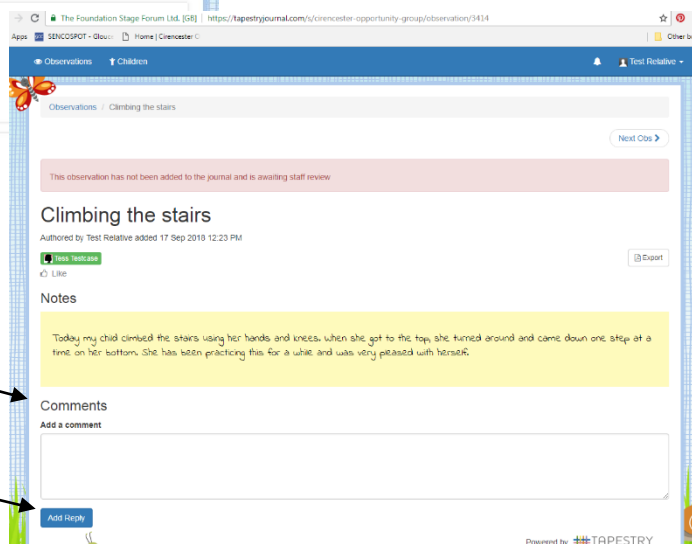 The Foundation Stage Forum Ltd. [GB] https://tapestryjournal.com/s/cirencester-opportunity-group/observation/3414
Apps SENCOSPOT - Glouc Home | Cirencester C Other b
Observations Children Test Relative
Observations / Climbing the stairs
Next Obs
This observation has not been added to the journal and is awaiting staff review
Climbing the stairs
Authored by Test Relative added 17 Sep 2018 12:23 PM
Tess Testcase
Export
Like
Notes
Today my child climbed the stairs using her hands and knees. when she got to the top, she turned around and came down one step at a
time on her bottom. She has been practicing this for a while and was very pleased with herself.
Comments
Add a comment
Add Reply
Powered by TAPESTRY